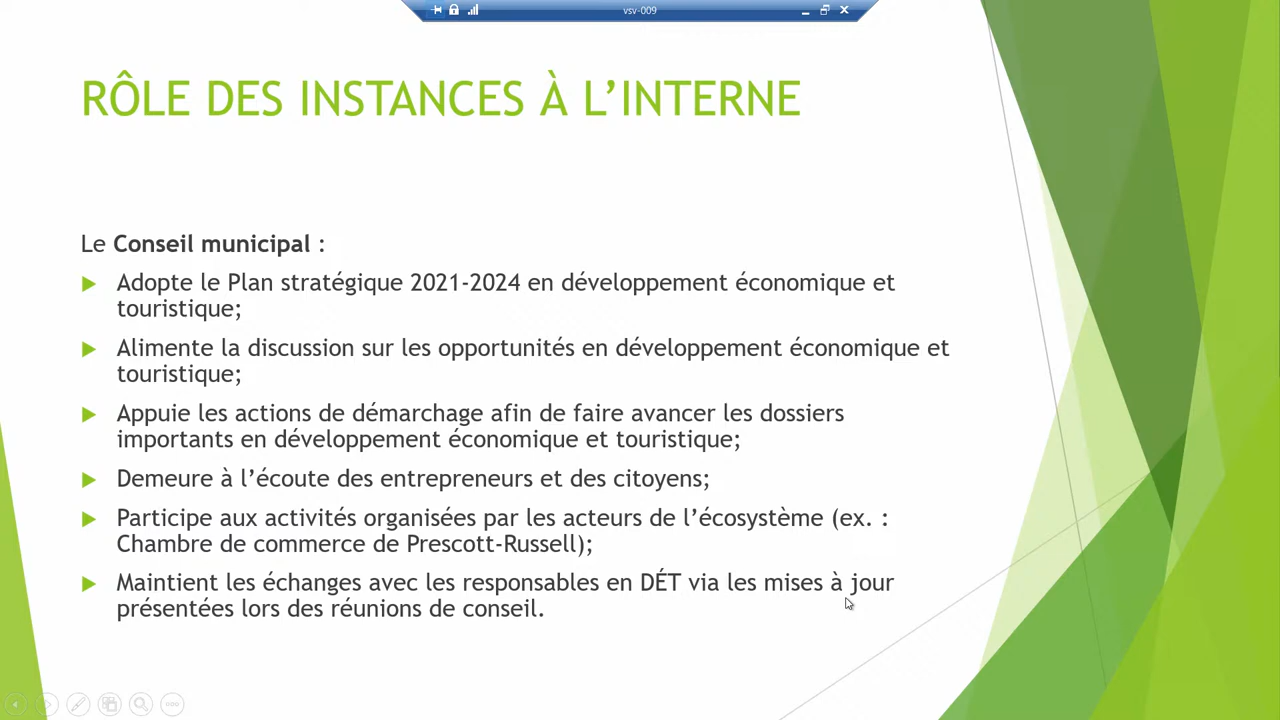 vsv-009
RÔLE DES INSTANCES À L’INTERNE
Le Conseil municipal :
Adopte le Plan stratégique 2021-2024 en développement économique et
touristique;
Alimente la discussion sur les opportunités en développement économique et
touristique;
Appuie les actions de démarchage afin de faire avancer les dossiers
importants en développement économique et touristique;
Demeure à l’écoute des entrepreneurs et des citoyens;
Participe aux activités organisées par les acteurs de l’écosystème (ex. :
Chambre de commerce de Prescott-Russell);
Maintient les échanges avec les responsables en DÉT via les mises à jour
présentées lors des réunions de conseil.